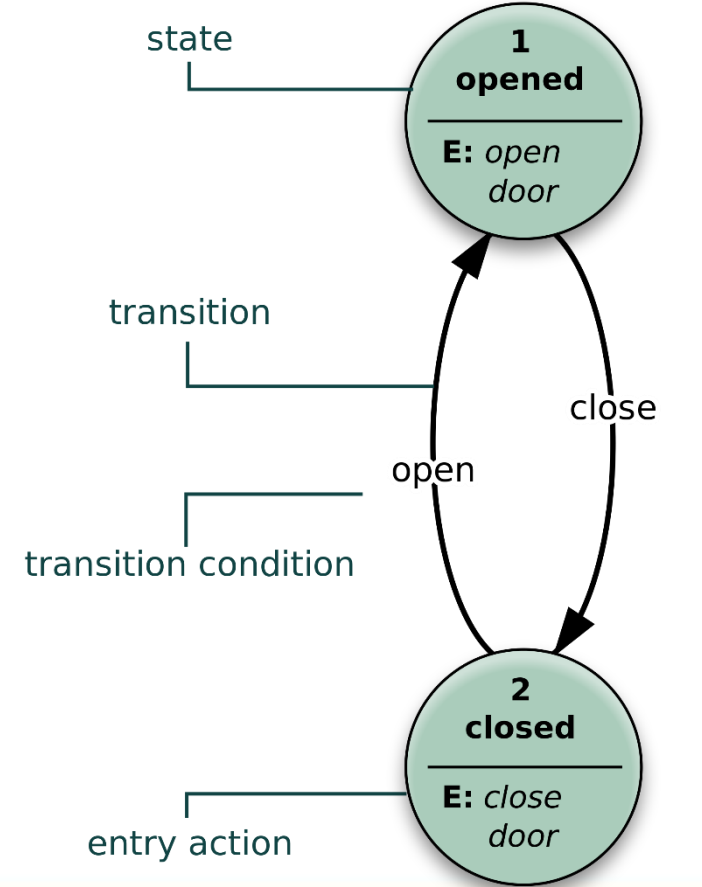 state
1
opened
E: open
door
transition
close
open
transition condition
2
closed
E: close
door
entry action